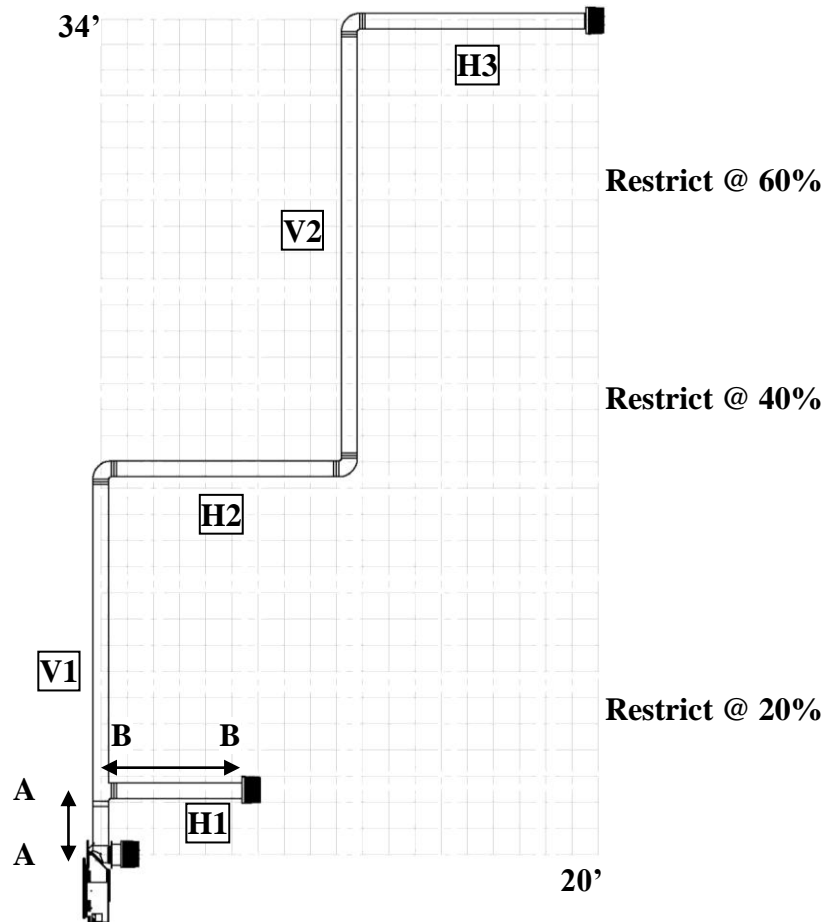 34’
H3
Restrict @ 60%
V2
Restrict @ 40%
H2
V1
Restrict @ 20%
B B
A
H1
A
20’